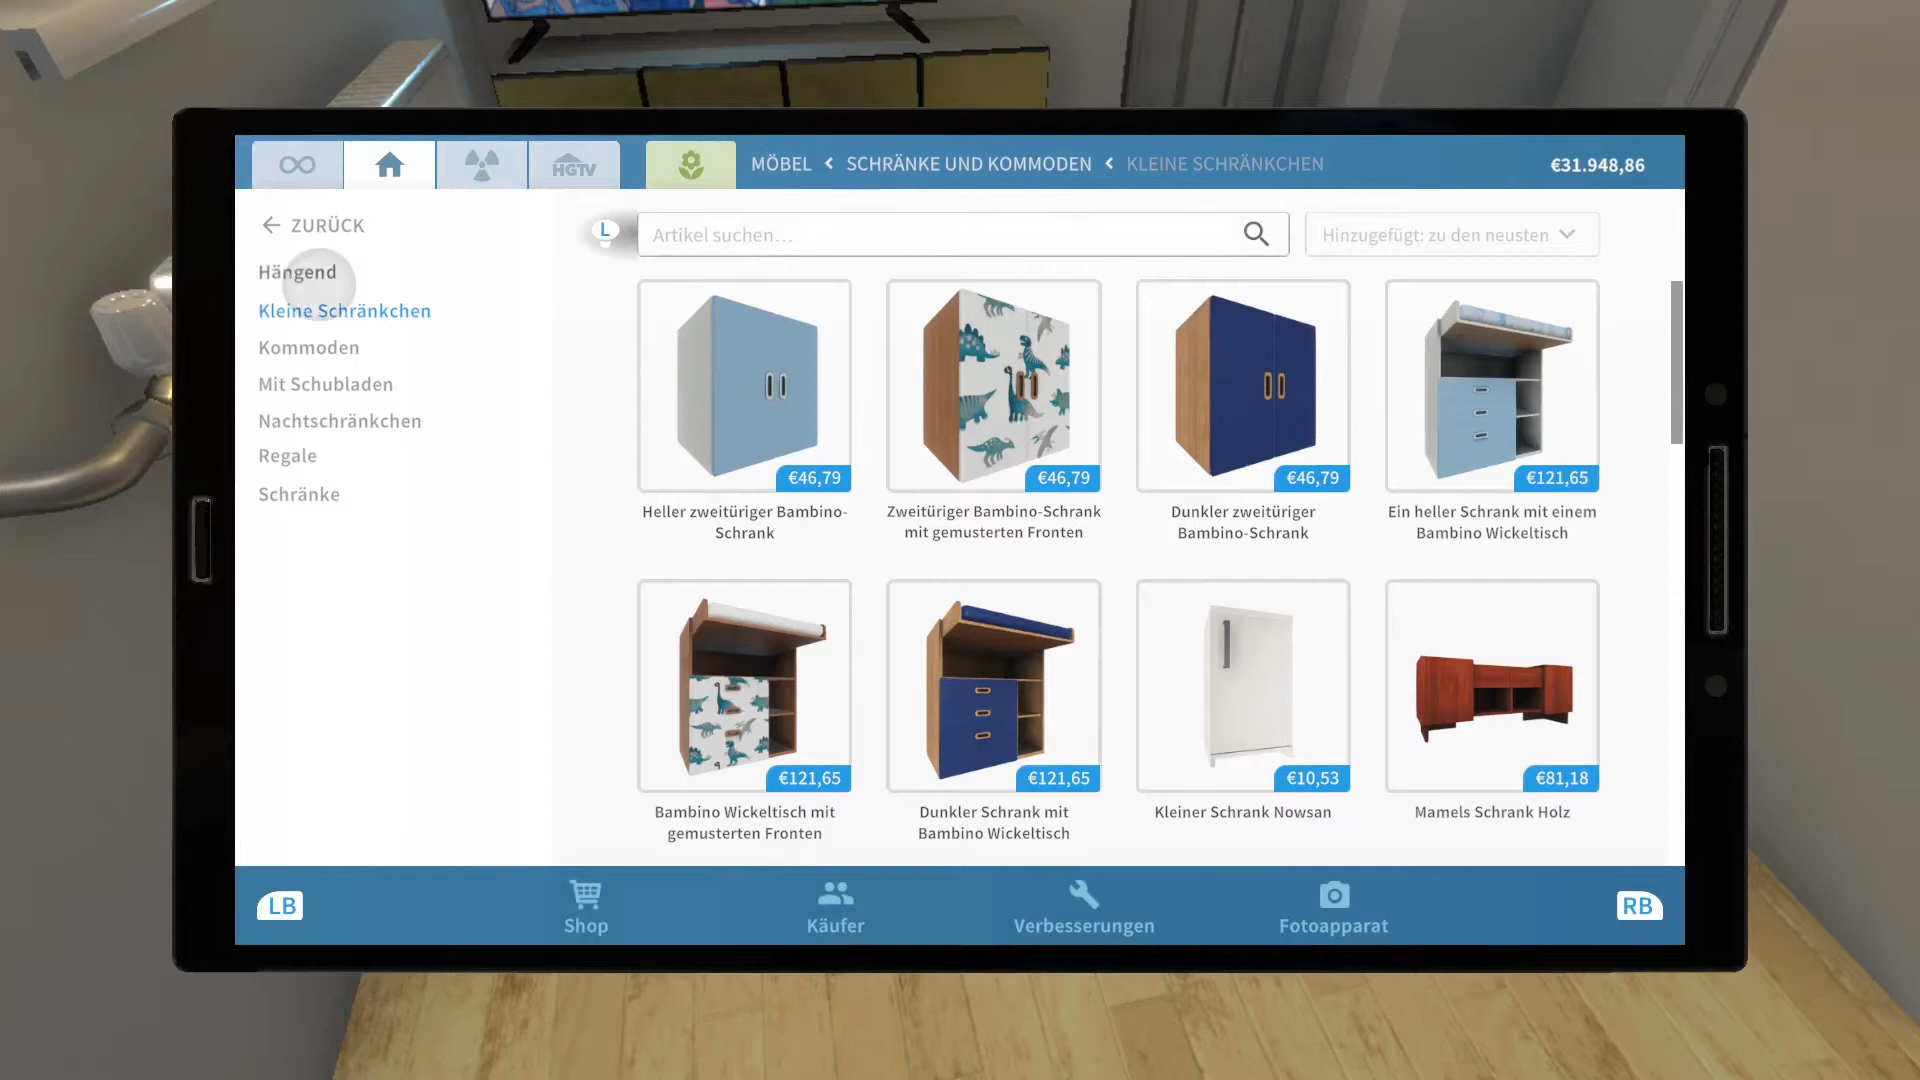 HGTV
MÖBEL < SCHRÄNKE UND KOMMODEN < KLEINE SCHRÄNKCHEN
€31.948,86
ZURÜCK
Hängend
Kleine Schränkchen
Kommoden
Mit Schubladen
Nachtschränkchen
Regale
Schränke
L
Artikel suchen...
Hinzugefügt: zu den neusten
€46,79
Heller zweitüriger Bambino-
Schrank
€46,79
Zweitüriger Bambino-Schrank
mit gemusterten Fronten
€46,79
Dunkler zweitüriger
Bambino-Schrank
€121,65
Ein heller Schrank mit einem
Bambino Wickeltisch
€121,65
Bambino Wickeltisch mit
gemusterten Fronten
€121,65
Dunkler Schrank mit
Bambino Wickeltisch
€10,53
Kleiner Schrank Nowsan
€81,18
Mamels Schrank Holz
LB
Shop
Käufer
Verbesserungen
Fotoapparat
RB